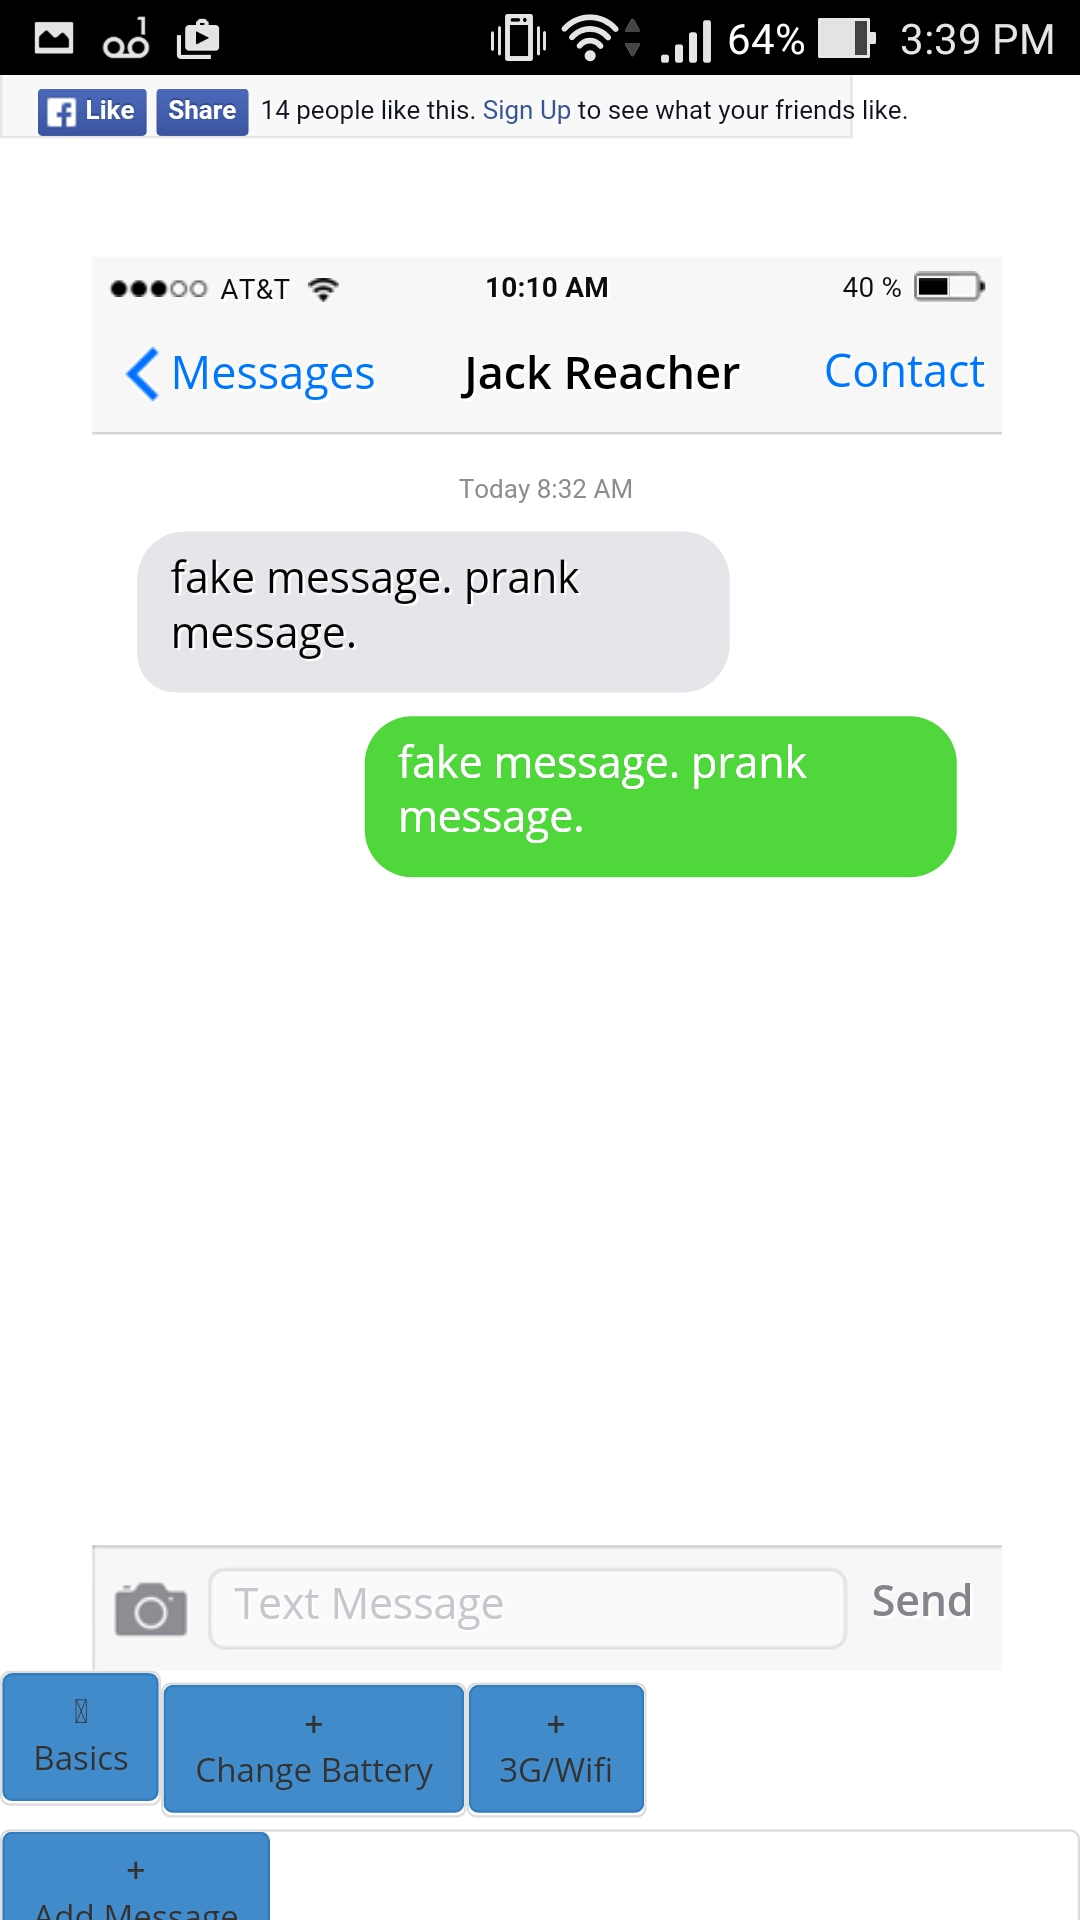 64% 3:39 PM
Like Share 14 people like this. Sign Up to see what your friends like.
AT&T 10:10 AM 40 %
Messages Jack Reacher Contact
Today 8:32 AM
fake message. prank
message.
fake message. prank
message.
Text Message Send
Basics
+
Change Battery
+
3G/Wifi
+
Add Message